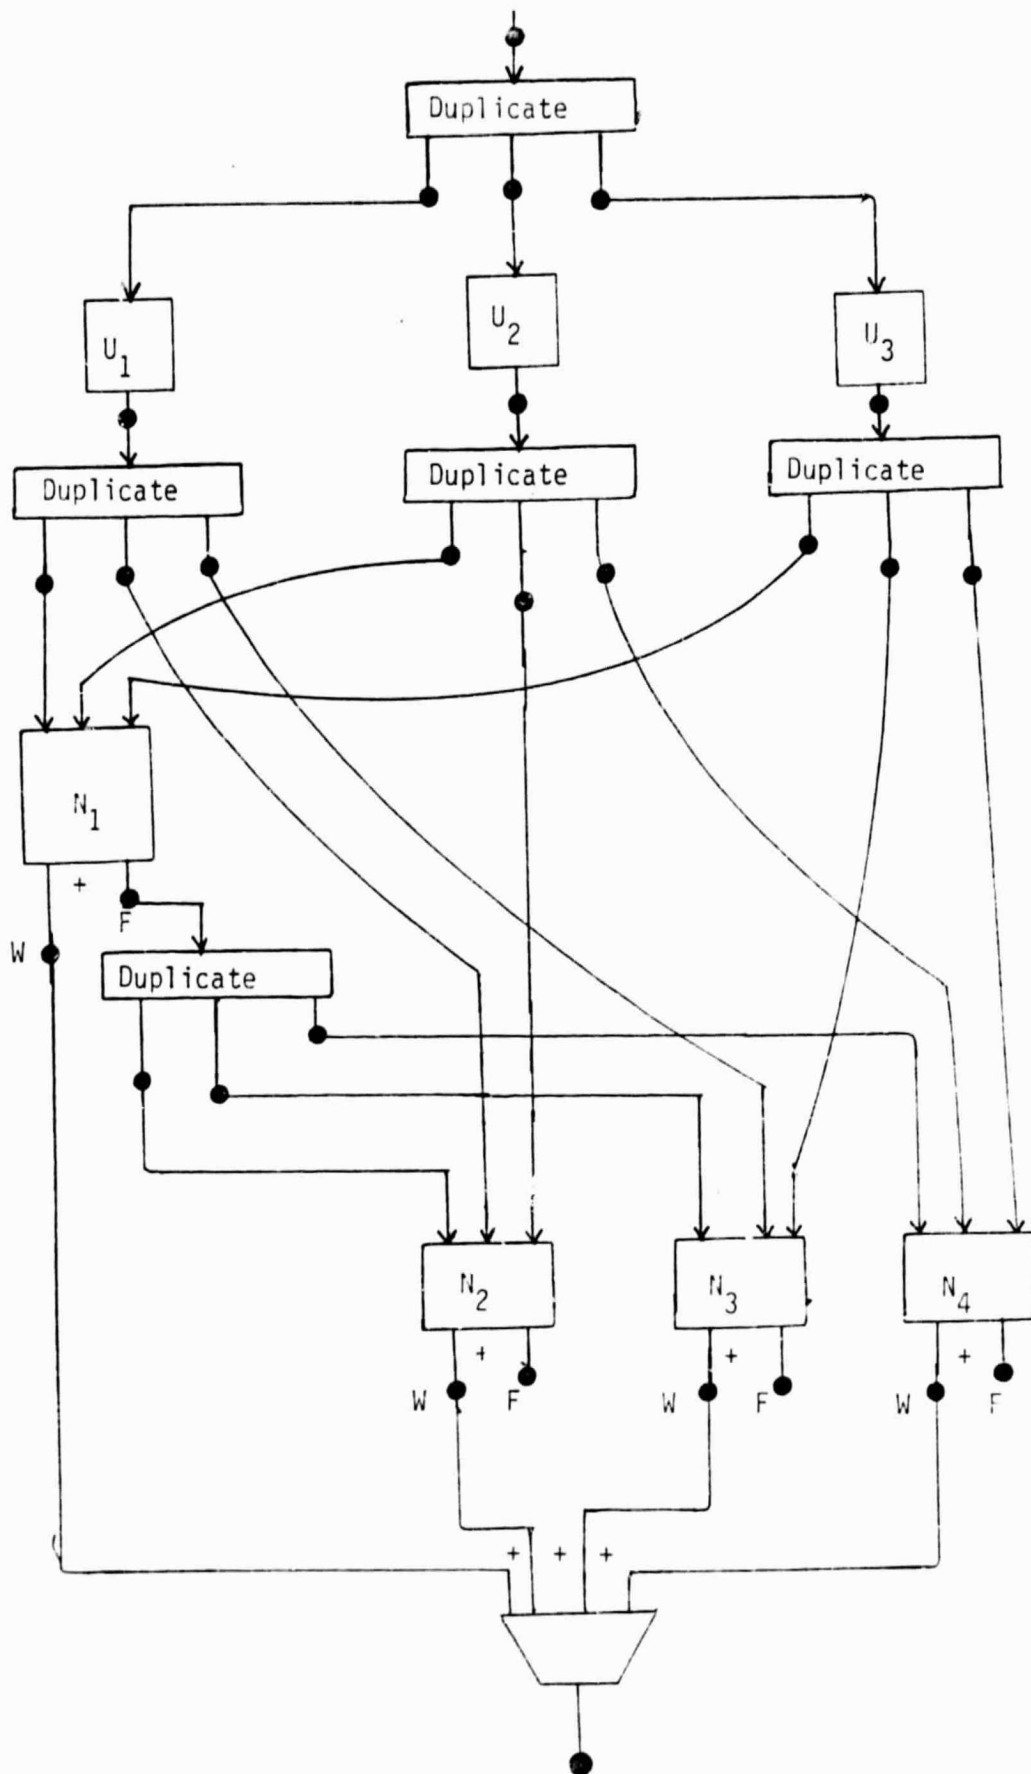 Duplicate
U1
U2
U3
Duplicate
Duplicate
Duplicate
N1
+
F
W
Duplicate
N2
N3
N4
+
+
+
W
F
W
F
W
F
+
+
+